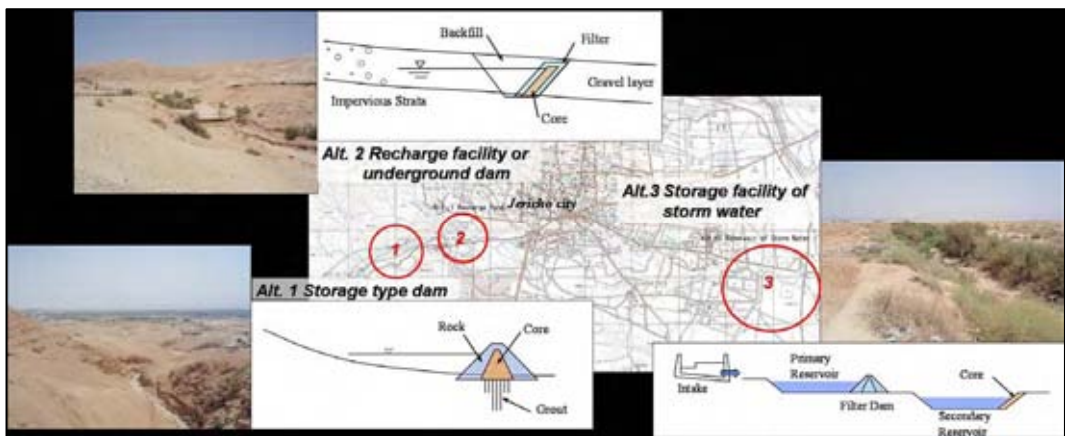 Backfill
Filter
Gravel layer
Impervious Strata
Core
Alt. 2 Recharge facility or
underground dam
Alt.3 Storage facility of
storm water
Jericho city
1
2
3
Alt. 1 Storage type dam
Rock
Core
Grout
Primary
Reservoir
Intake
Filter Dam
Core
Secondary
Reservoir